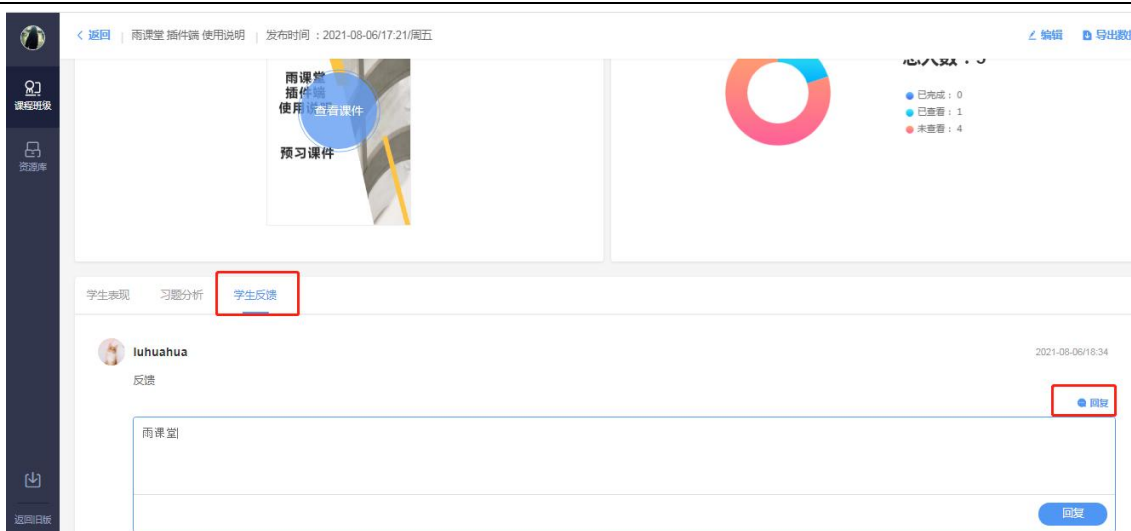 返回 | 雨课堂 插件端 使用说明 | 发布时间 ：2021-08-06/17:21/周五
编辑
导出数据
课程班级
资源库
返回旧版
雨课堂
插件端
使用
查看课件
预习课件
已完成： 0
已查看： 1
未查看： 4
学生表现
习题分析
学生反馈
luhuahua
2021-08-06/18:34
反馈
回复
雨课堂
回复